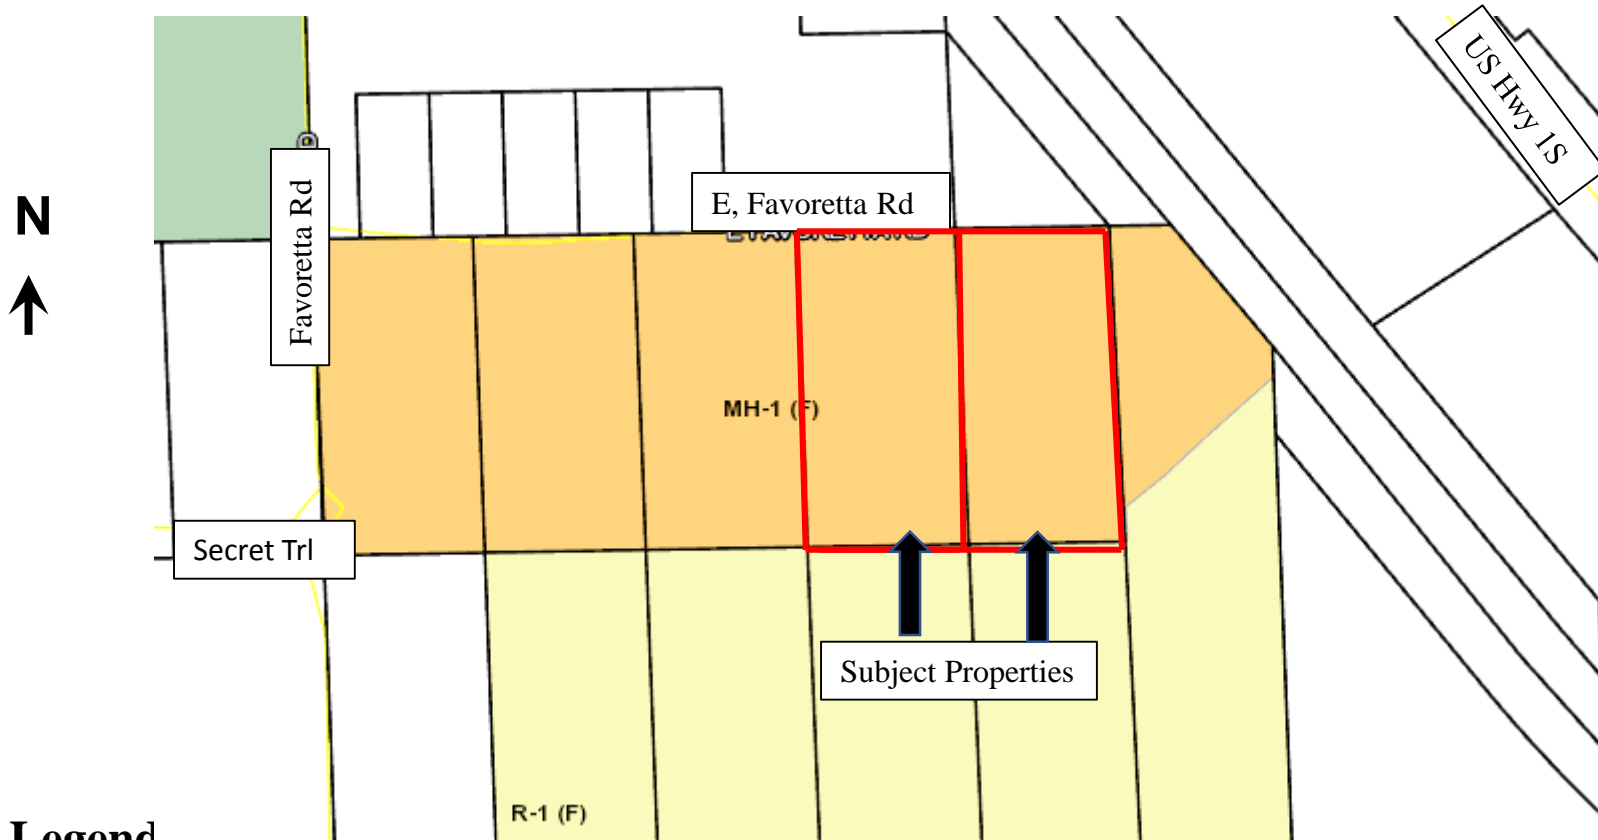 US Hwy 1S
N
Favoretta Rd
E, Favoretta Rd
MH-1 (F)
Secret Trl
Subject Properties
R-1 (F)
Legend